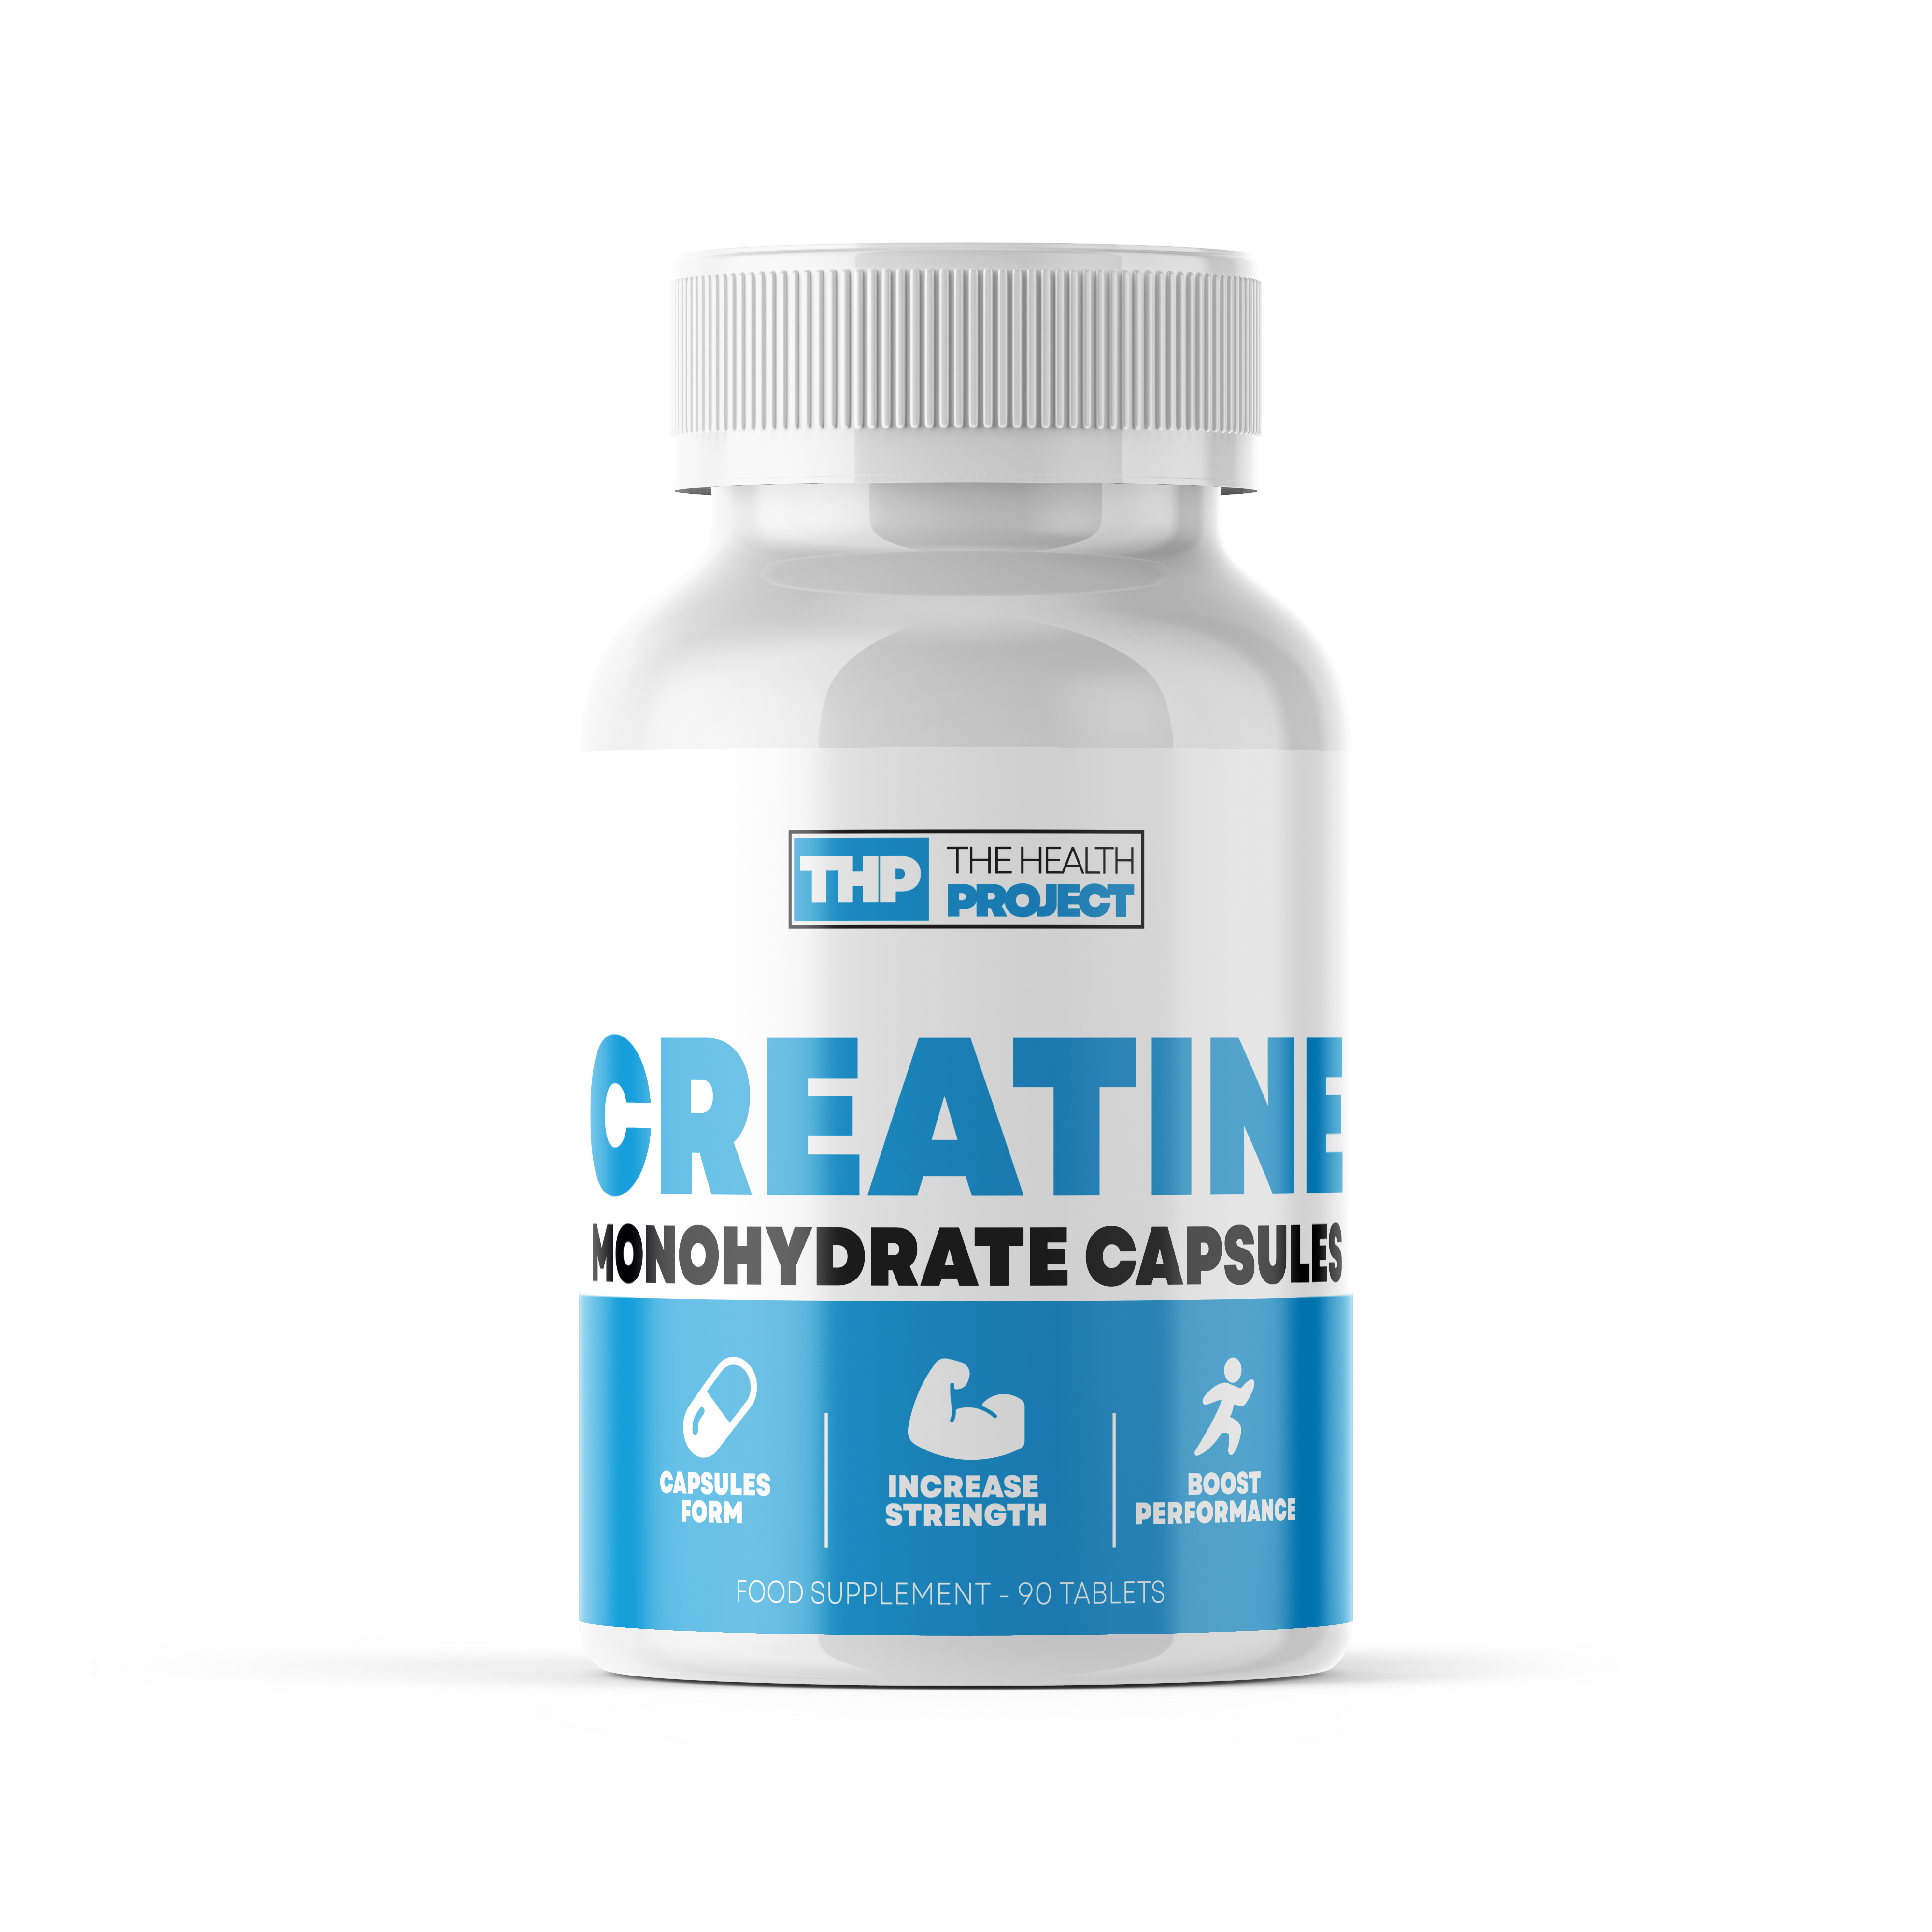 THP
THE HEALTH
PROJECT
CREATINE
MONOHYDRATE CAPSULES
CAPSULES
FORM
INCREASE
STRENGTH
BOOST
PERFORMANCE
FOOD SUPPLEMENT - 90 TABLETS